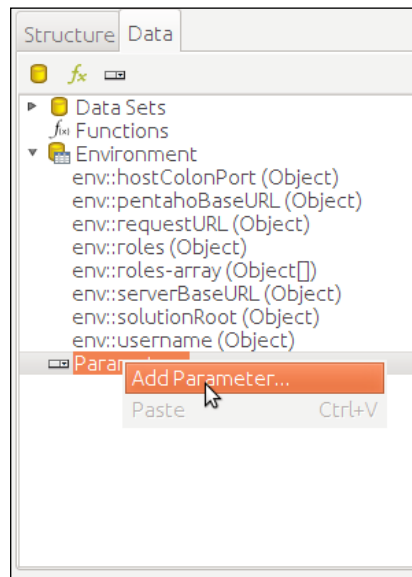 Structure Data
fx
Data Sets
f(x) Functions
Environment
env::hostColonPort (Object)
env::pentahoBaseURL (Object)
env::requestURL (Object)
env::roles (Object)
env::roles-array (Object[])
env::serverBaseURL (Object)
env::solutionRoot (Object)
env::username (Object)
Add Parameter...
Paste Ctrl+V